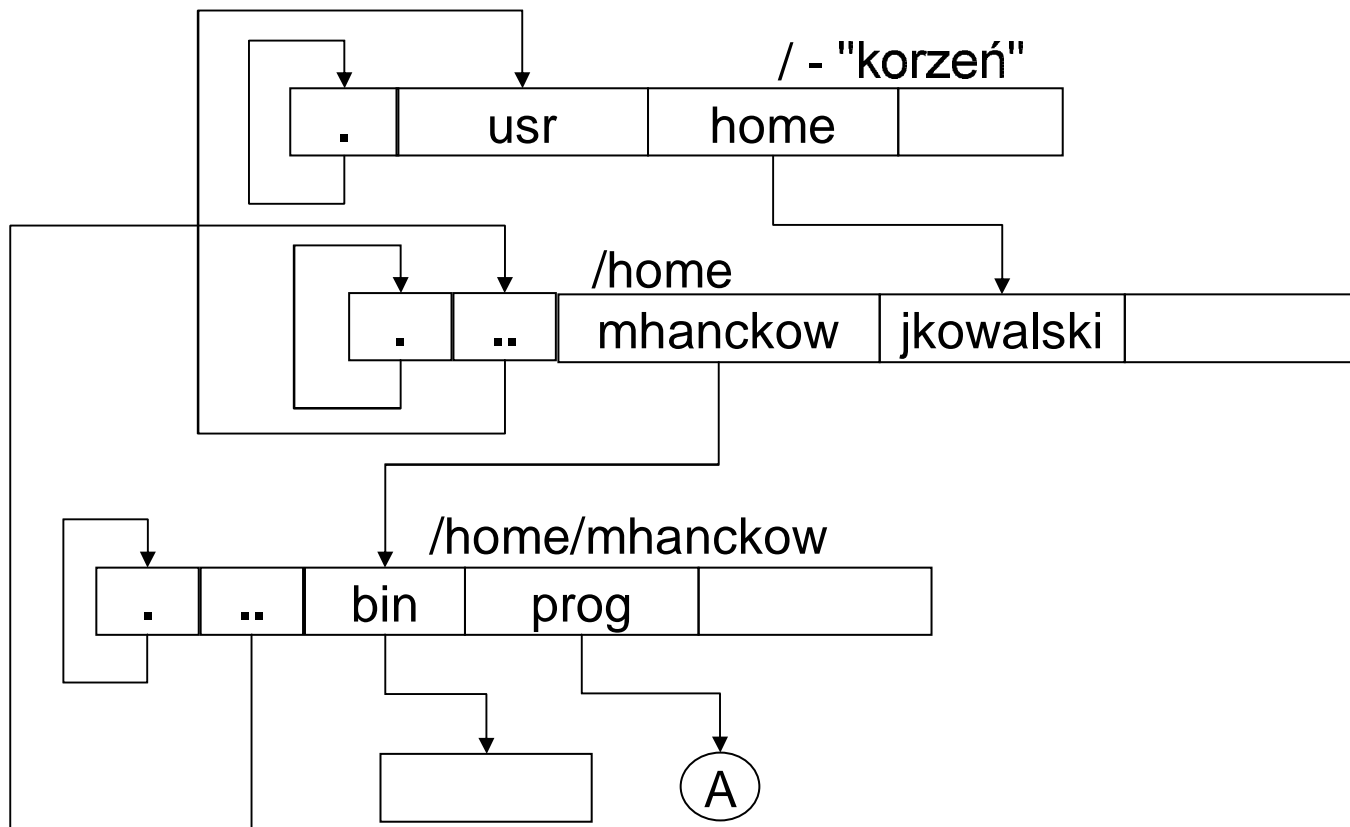 / - "korzeń"
. usr home
/home
. .. mhanckow jkowalski
/home/mhanckow
. .. bin prog
A